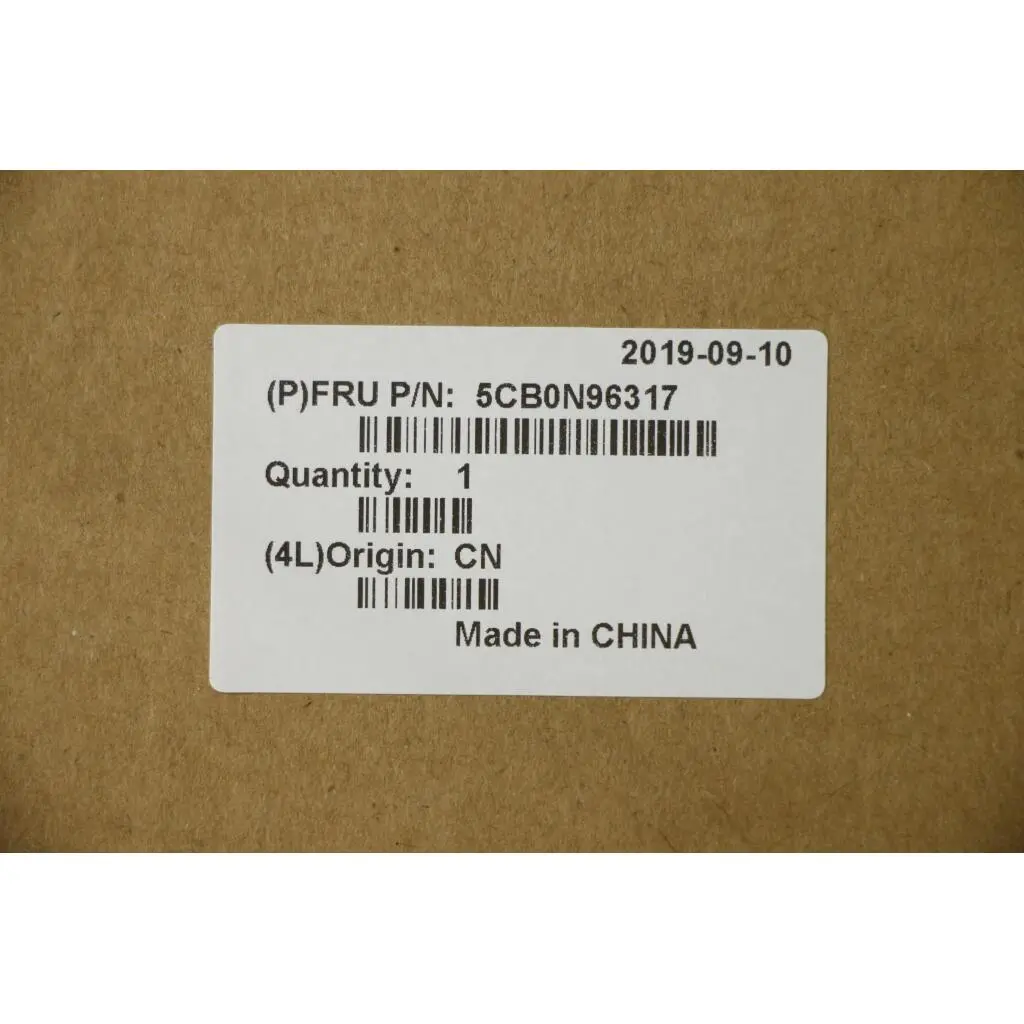 2019-09-10
(P)FRU P/N: 5CB0N96317
Quantity: 1
(4L)Origin: CN
Made in CHINA